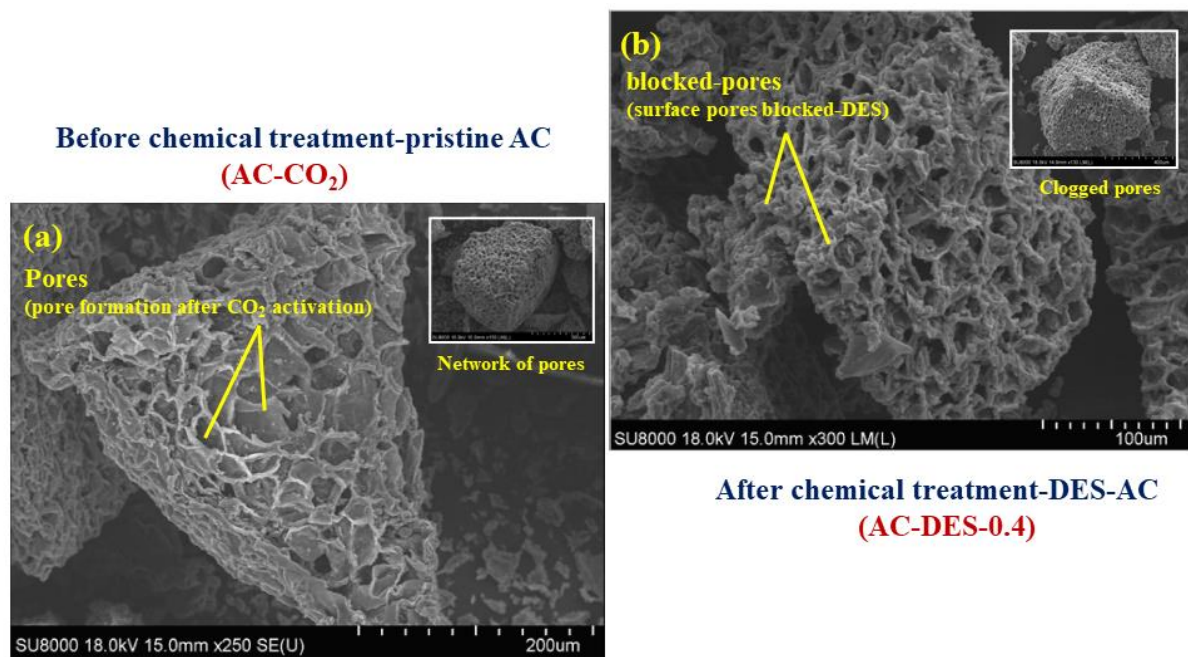 Before chemical treatment-pristine AC
(AC-CO₂)
(a)
Pores
(pore formation after CO₂ activation)
Network of pores
SU8000 18.0kV 15.0mm x250 SE(U)
200um
(b)
blocked-pores
(surface pores blocked-DES)
Clogged pores
SU8000 18.0kV 15.0mm x300 LM(L)
100um
After chemical treatment-DES-AC
(AC-DES-0.4)